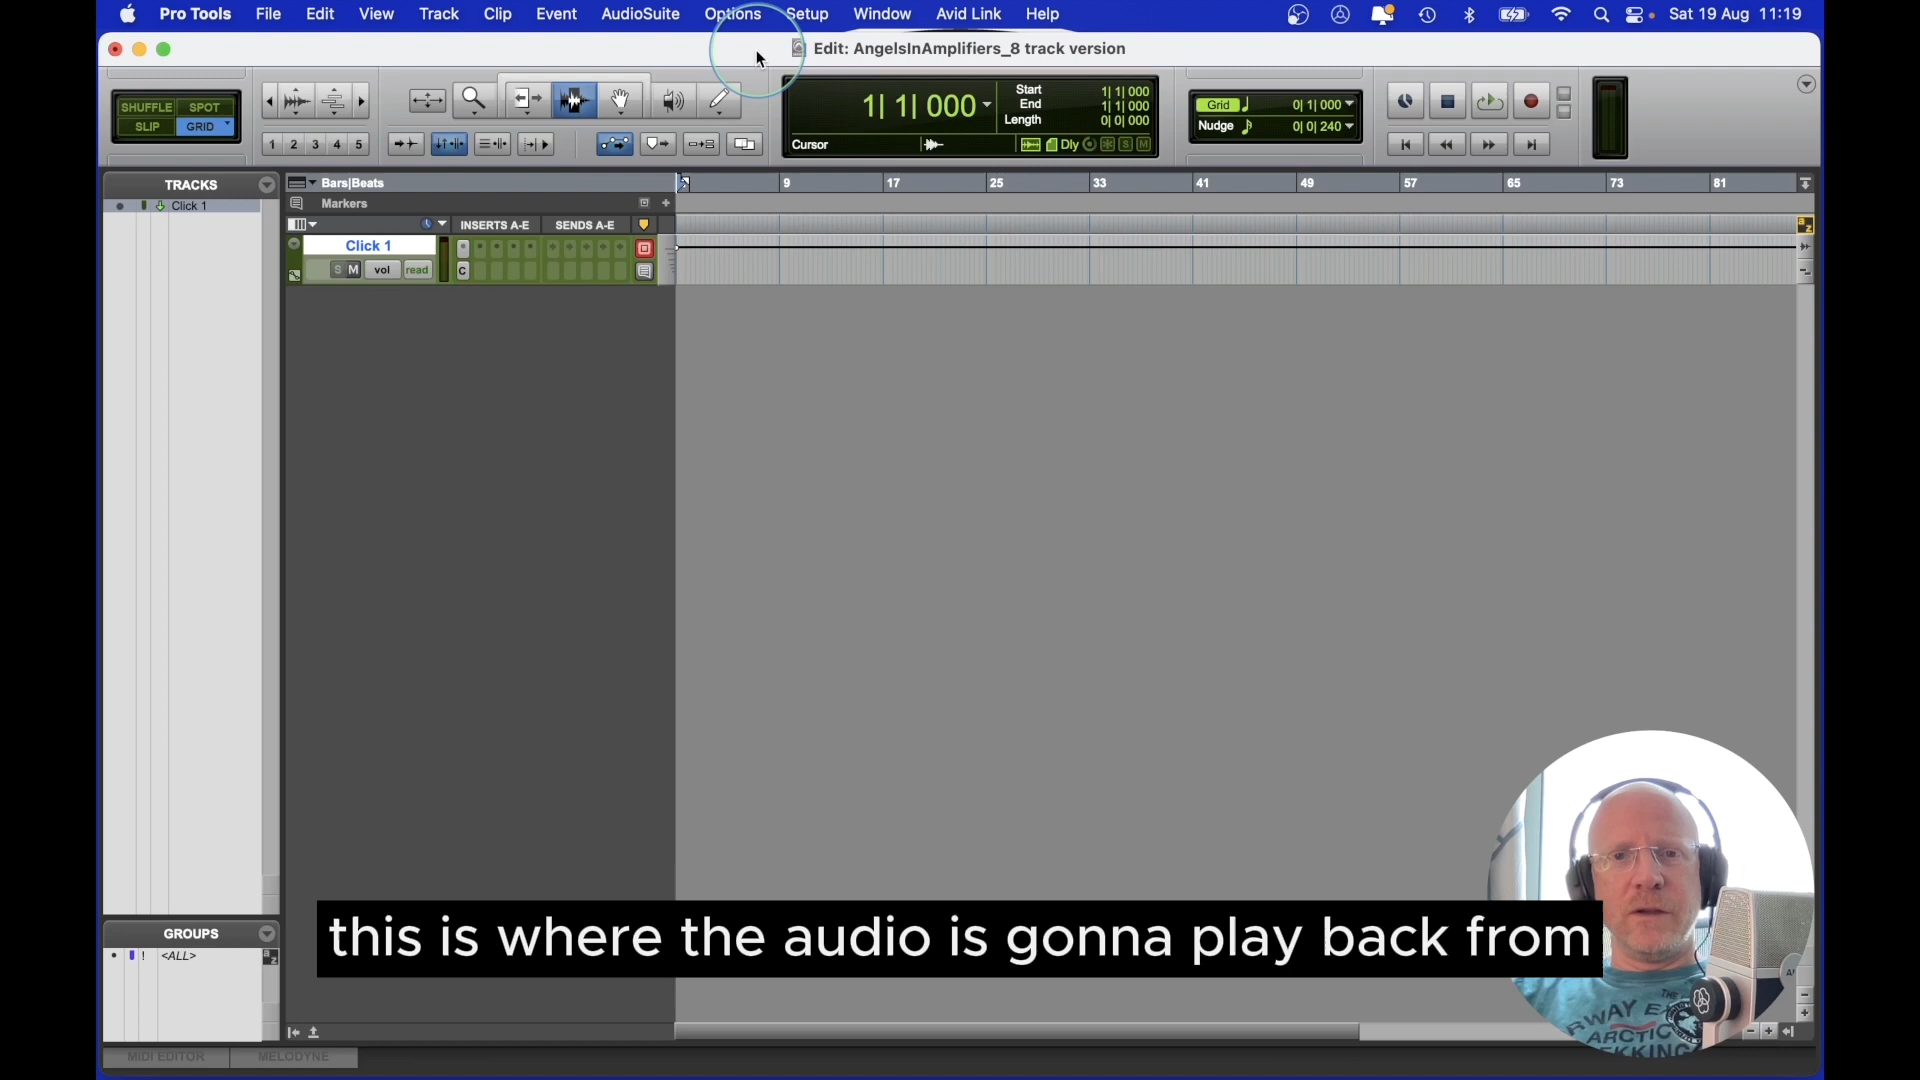 Pro Tools File Edit View Track Clip Event AudioSuite Options Setup Window Avid Link Help Sat 19 Aug 11:19
Edit: AngelsInAmplifiers_8 track version
SHUFFLE SPOT
SLIP GRID
1 2 3 4 5
1| 1| 000
Start 1| 1| 000
End 1| 1| 000
Length 0| 0| 000
Cursor Dly S M
Grid 0| 1| 000
Nudge 0| 0| 240
TRACKS
Click 1
Bars|Beats
9 17 25 33 41 49 57 65 73 81
Markers
INSERTS A-E SENDS A-E
a z
Click 1
S M vol read
C
this is where the audio is gonna play back from
GROUPS
! <ALL>
a z
MIDI EDITOR MELODYNE
THE
RWAY E
ARCTIC